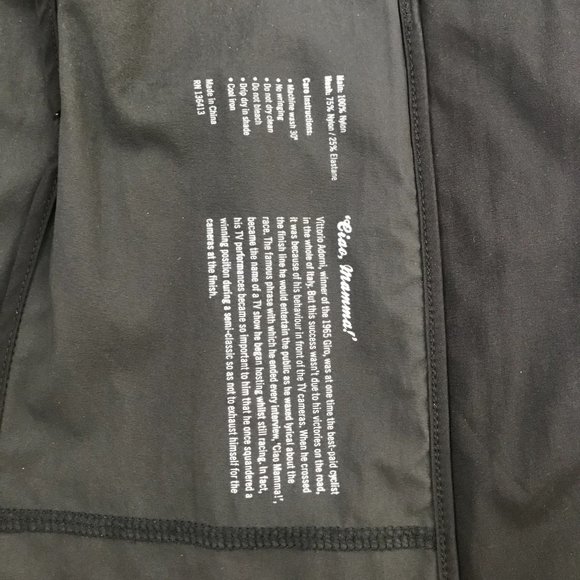 Main: 100% Nylon
Mesh: 75% Nylon / 25% Elastane
Care Instructions:
• Machine wash 30°
• No wringing
• Do not dry clean
• Do not bleach
• Drip dry in shade
• Cool iron
Made in China
RN 136413
'Ciao, mamma!'
Vittorio Adorni, winner of the 1965 Giro, was at one time the best-paid cyclist
in the whole of Italy. But this success wasn't due to his victories on the road,
it was because of his behaviour in front of the TV cameras. When he crossed
the finish line he would entertain the public as he waxed lyrical about the
race. The famous phrase with which he ended every interview, 'Ciao Mamma!',
became the name of a TV show he began hosting whilst still racing. In fact,
his TV performances became so important to him that he once squandered a
winning position during a semi-classic so as not to exhaust himself for the
cameras at the finish.